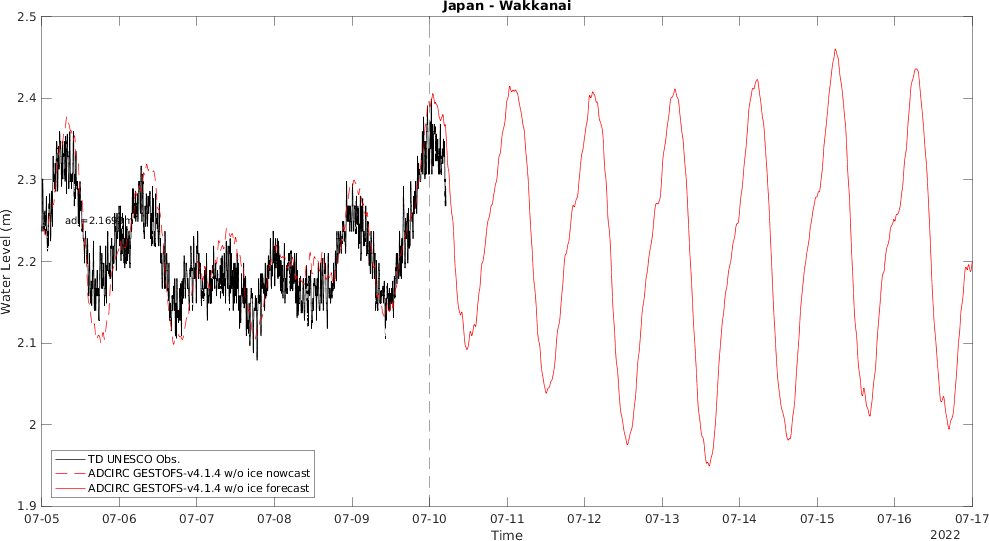 Japan - Wakkanai
2.5
2.4
2.3
2.2
2.1
2
1.9
Water Level (m)
TD UNESCO Obs.
ADCIRC GESTOFS-v4.1.4 w/o ice nowcast
ADCIRC GESTOFS-v4.1.4 w/o ice forecast
07-05 07-06 07-07 07-08 07-09 07-10 07-11 07-12 07-13 07-14 07-15 07-16 07-17
Time
2022